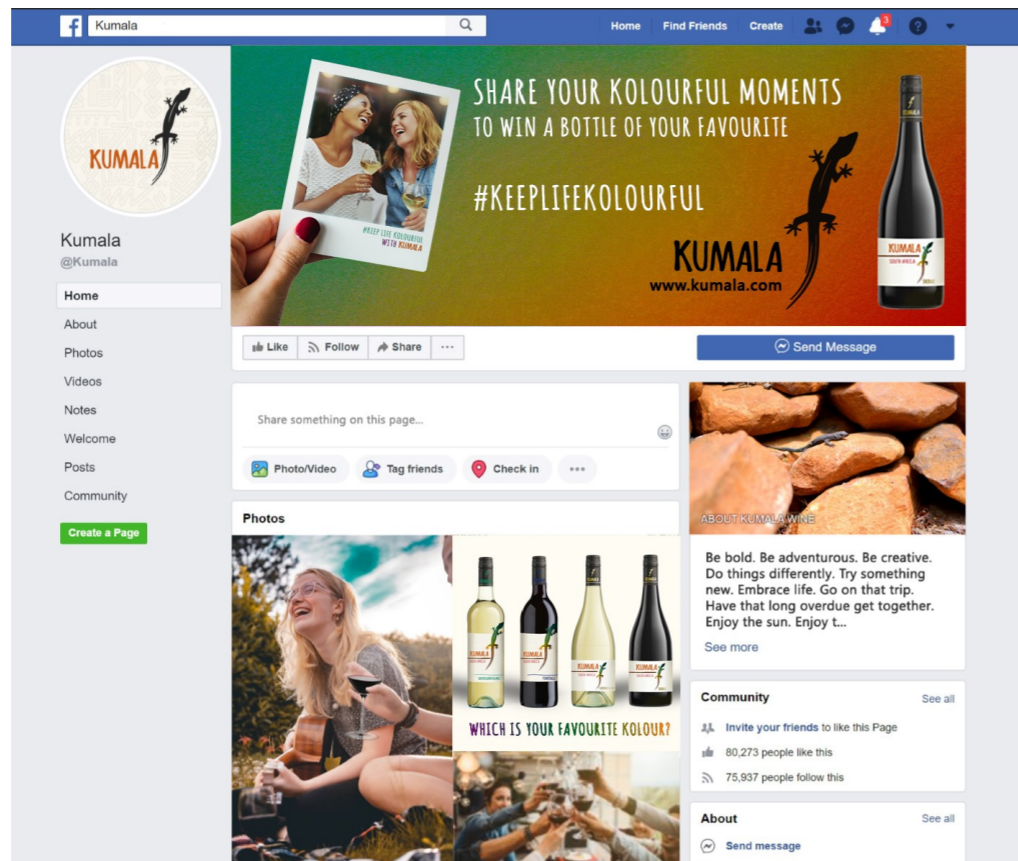 Kumala
Home
Find Friends
Create
3
KUMALA
SHARE YOUR KOLOURFUL MOMENTS
TO WIN A BOTTLE OF YOUR FAVOURITE
#KEEPLIFEKOLOURFUL
#KEEP LIFE KOLOURFUL
WITH KUMALA
KUMALA
www.kumala.com
KUMALA
SOUTH AFRICA
SHIRAZ
Kumala
@Kumala
Home
About
Photos
Videos
Notes
Welcome
Posts
Community
Create a Page
Like
Follow
Share
Send Message
Share something on this page...
Photo/Video
Tag friends
Check in
Photos
KUMALA
KUMALA
KUMALA
KUMALA
WHICH IS YOUR FAVOURITE KOLOUR?
ABOUT KUMALA WINE
Be bold. Be adventurous. Be creative.
Do things differently. Try something
new. Embrace life. Go on that trip.
Have that long overdue get together.
Enjoy the sun. Enjoy t...
See more
Community
See all
Invite your friends to like this Page
80,273 people like this
75,937 people follow this
About
See all
Send message